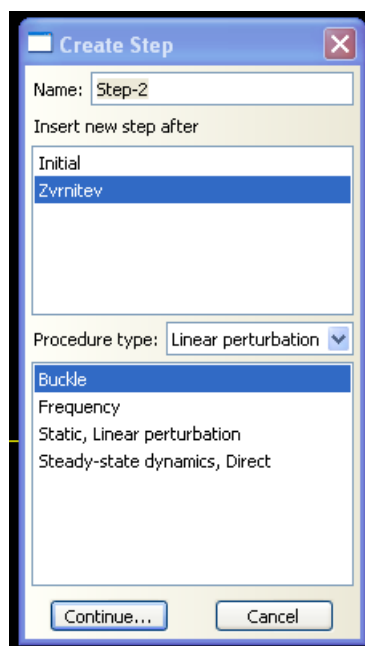 Create Step
Name: Step-2
Insert new step after
Initial
Zvrnitev
Procedure type: Linear perturbation
Buckle
Frequency
Static, Linear perturbation
Steady-state dynamics, Direct
Continue... Cancel